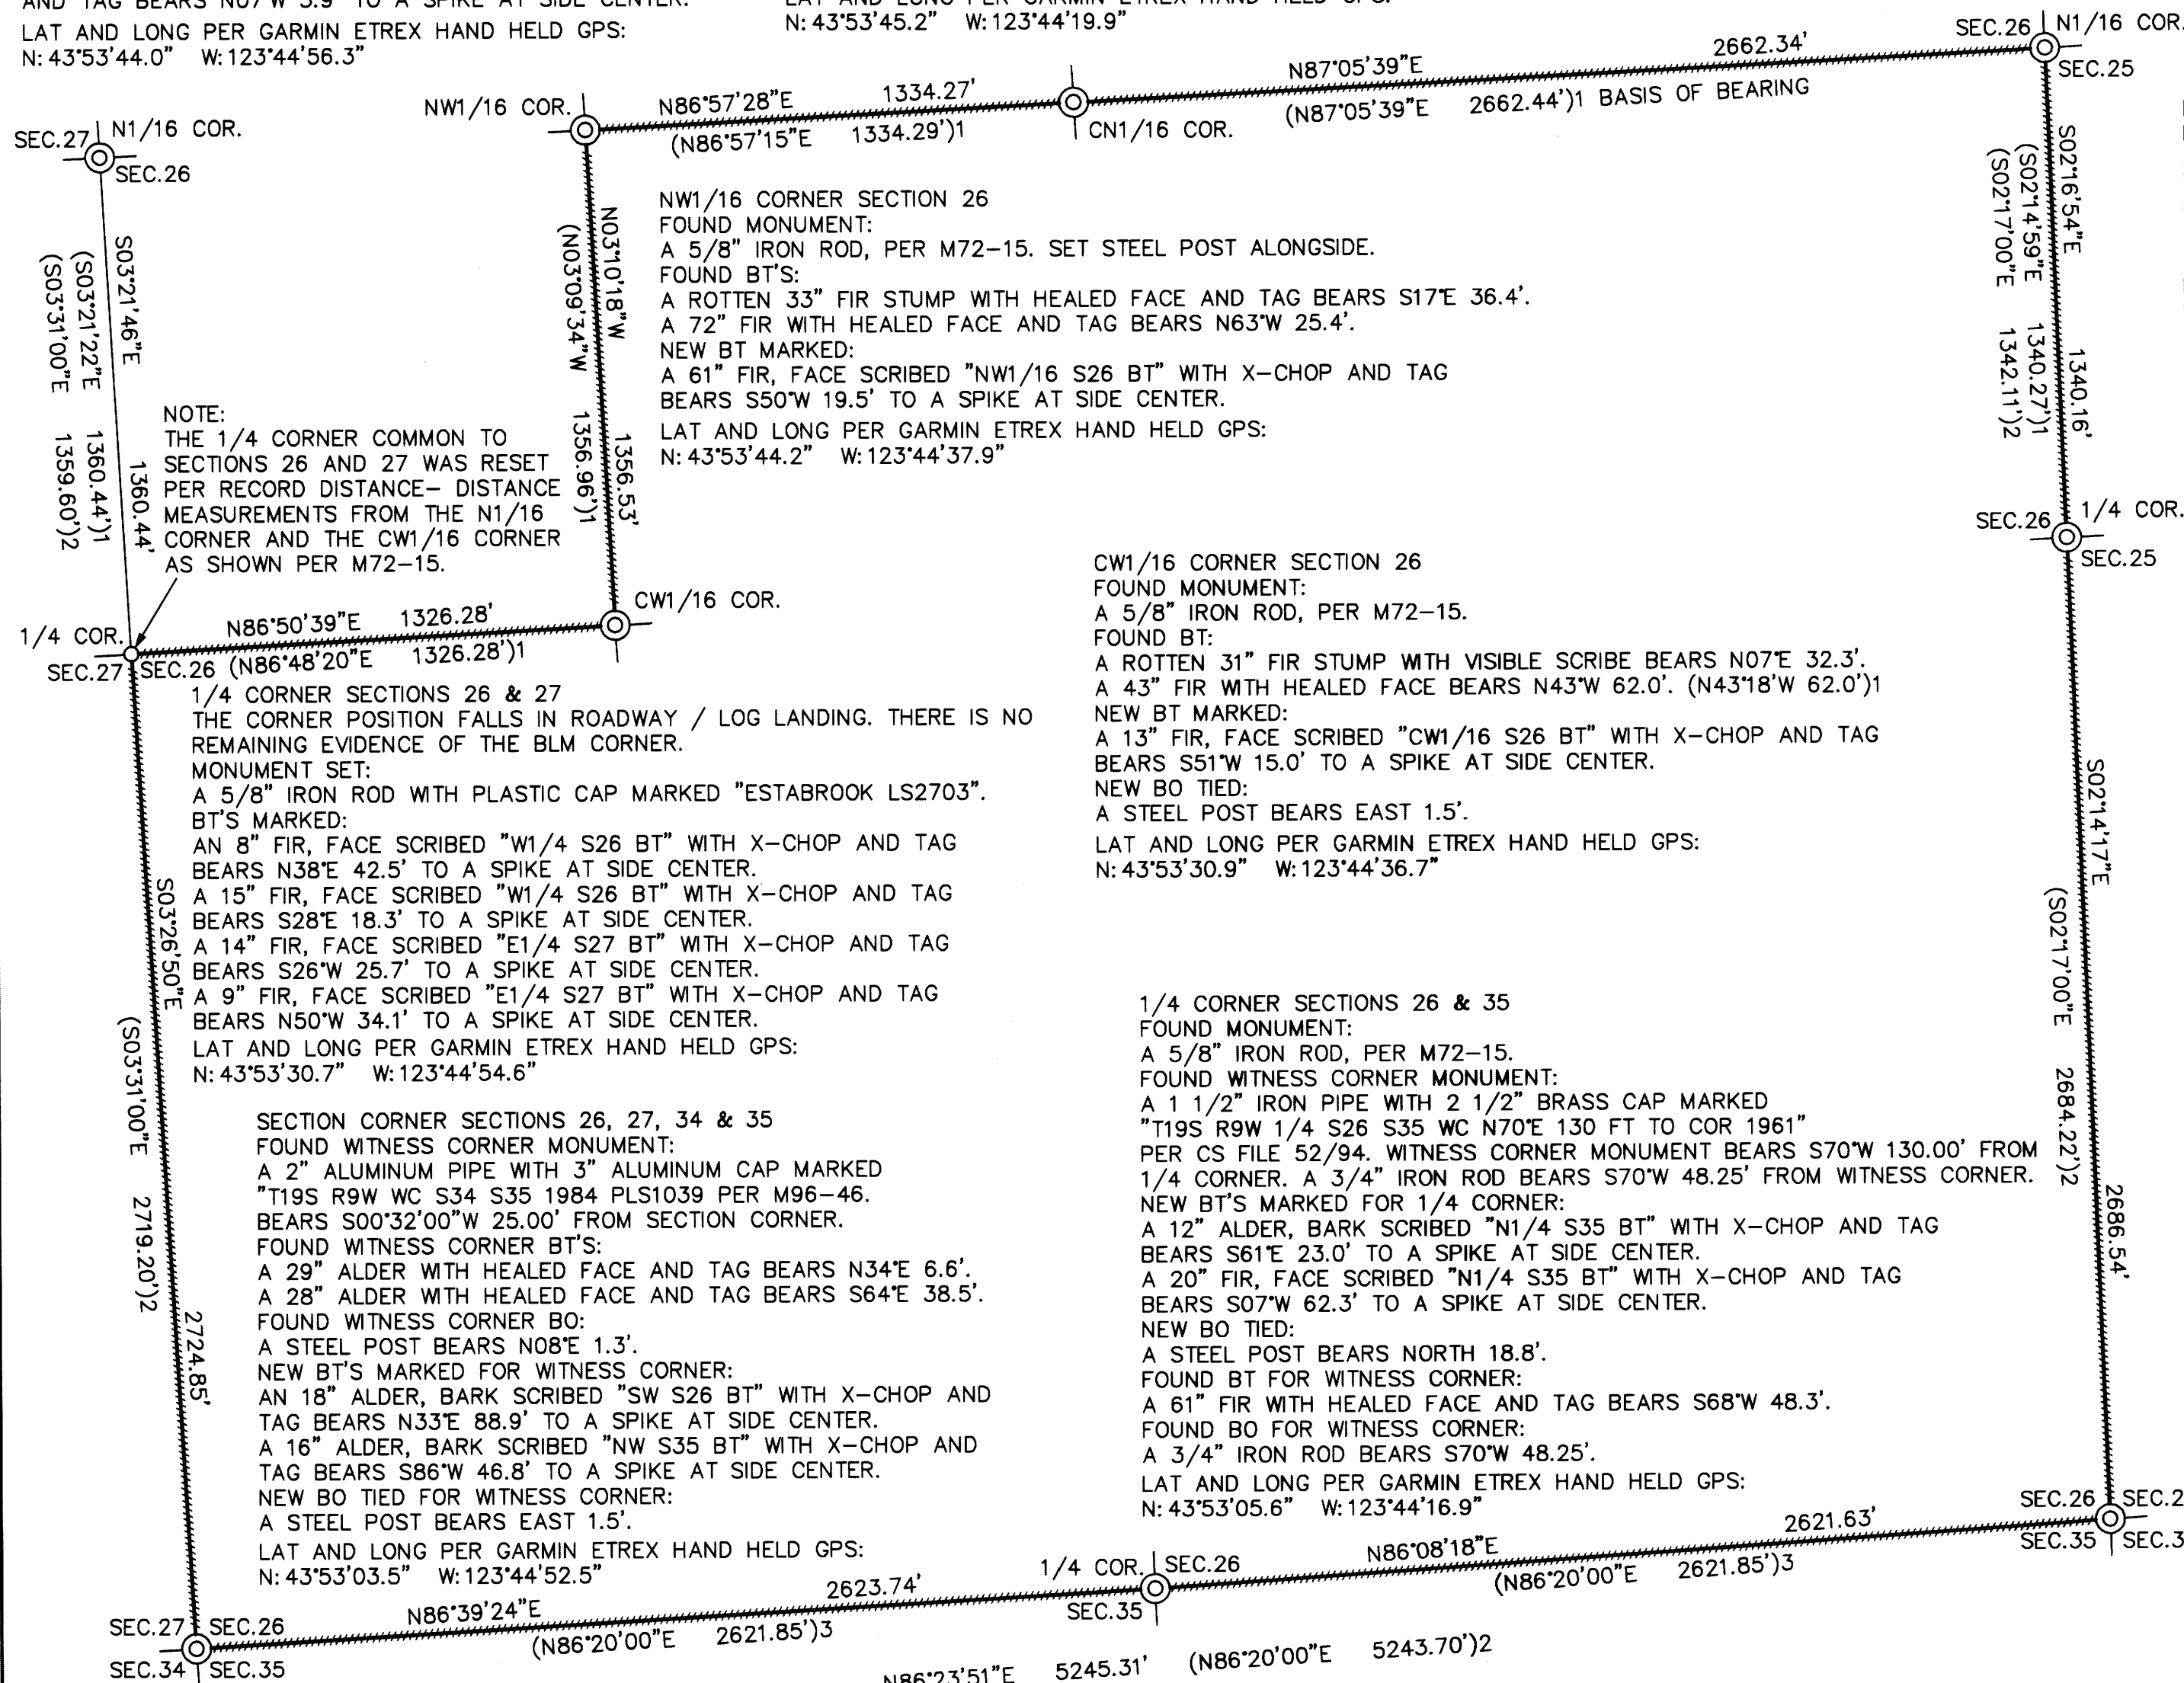 AND TAG BEARS N07°W 5.9' TO A SPIKE AT SIDE CENTER.
LAT AND LONG PER GARMIN ETREX HAND HELD GPS:
N: 43°53'44.0" W: 123°44'56.3"
LAT AND LONG PER GARMIN ETREX HAND HELD GPS:
N: 43°53'45.2" W: 123°44'19.9"
SEC.26 N1/16 COR.
SEC.25
2662.34'
N87°05'39"E
(N87°05'39"E 2662.44')1 BASIS OF BEARING
NW1/16 COR.
N86°57'28"E 1334.27'
(N86°57'15"E 1334.29')1
CN1/16 COR.
SEC.27 N1/16 COR.
SEC.26
S03°21'46"E 1360.44'
(S03°21'22"E 1360.44')1
(S03°31'00"E 1359.60')2
N03°10'18"W 1356.53'
(N03°09'34"W 1356.96')1
S02°16'54"E 1340.16'
(S02°14'59"E 1340.27')1
(S02°17'00"E 1342.11')2
NW1/16 CORNER SECTION 26
FOUND MONUMENT:
A 5/8" IRON ROD, PER M72-15. SET STEEL POST ALONGSIDE.
FOUND BT'S:
A ROTTEN 33" FIR STUMP WITH HEALED FACE AND TAG BEARS S17°E 36.4'.
A 72" FIR WITH HEALED FACE AND TAG BEARS N63°W 25.4'.
NEW BT MARKED:
A 61" FIR, FACE SCRIBED "NW1/16 S26 BT" WITH X-CHOP AND TAG
BEARS S50°W 19.5' TO A SPIKE AT SIDE CENTER.
LAT AND LONG PER GARMIN ETREX HAND HELD GPS:
N: 43°53'44.2" W: 123°44'37.9"
NOTE:
THE 1/4 CORNER COMMON TO
SECTIONS 26 AND 27 WAS RESET
PER RECORD DISTANCE- DISTANCE
MEASUREMENTS FROM THE N1/16
CORNER AND THE CW1/16 CORNER
AS SHOWN PER M72-15.
SEC.26 1/4 COR.
SEC.25
CW1/16 COR.
1/4 COR.
N86°50'39"E 1326.28'
SEC.27 SEC.26 (N86°48'20"E 1326.28')1
CW1/16 CORNER SECTION 26
FOUND MONUMENT:
A 5/8" IRON ROD, PER M72-15.
FOUND BT:
A ROTTEN 31" FIR STUMP WITH VISIBLE SCRIBE BEARS N07°E 32.3'.
A 43" FIR WITH HEALED FACE BEARS N43°W 62.0'. (N43°18'W 62.0')1
NEW BT MARKED:
A 13" FIR, FACE SCRIBED "CW1/16 S26 BT" WITH X-CHOP AND TAG
BEARS S51°W 15.0' TO A SPIKE AT SIDE CENTER.
NEW BO TIED:
A STEEL POST BEARS EAST 1.5'.
LAT AND LONG PER GARMIN ETREX HAND HELD GPS:
N: 43°53'30.9" W: 123°44'36.7"
1/4 CORNER SECTIONS 26 & 27
THE CORNER POSITION FALLS IN ROADWAY / LOG LANDING. THERE IS NO
REMAINING EVIDENCE OF THE BLM CORNER.
MONUMENT SET:
A 5/8" IRON ROD WITH PLASTIC CAP MARKED "ESTABROOK LS2703".
BT'S MARKED:
AN 8" FIR, FACE SCRIBED "W1/4 S26 BT" WITH X-CHOP AND TAG
BEARS N38°E 42.5' TO A SPIKE AT SIDE CENTER.
A 15" FIR, FACE SCRIBED "W1/4 S26 BT" WITH X-CHOP AND TAG
BEARS S28°E 18.3' TO A SPIKE AT SIDE CENTER.
A 14" FIR, FACE SCRIBED "E1/4 S27 BT" WITH X-CHOP AND TAG
BEARS S26°W 25.7' TO A SPIKE AT SIDE CENTER.
A 9" FIR, FACE SCRIBED "E1/4 S27 BT" WITH X-CHOP AND TAG
BEARS N50°W 34.1' TO A SPIKE AT SIDE CENTER.
LAT AND LONG PER GARMIN ETREX HAND HELD GPS:
N: 43°53'30.7" W: 123°44'54.6"
S03°26'50"E 2724.85'
(S03°31'00"E 2719.20')2
S02°14'17"E 2686.54'
(S02°17'00"E 2684.22')2
SECTION CORNER SECTIONS 26, 27, 34 & 35
FOUND WITNESS CORNER MONUMENT:
A 2" ALUMINUM PIPE WITH 3" ALUMINUM CAP MARKED
"T19S R9W WC S34 S35 1984 PLS1039 PER M96-46.
BEARS S00°32'00"W 25.00' FROM SECTION CORNER.
FOUND WITNESS CORNER BT'S:
A 29" ALDER WITH HEALED FACE AND TAG BEARS N34°E 6.6'.
A 28" ALDER WITH HEALED FACE AND TAG BEARS S64°E 38.5'.
FOUND WITNESS CORNER BO:
A STEEL POST BEARS N08°E 1.3'.
NEW BT'S MARKED FOR WITNESS CORNER:
AN 18" ALDER, BARK SCRIBED "SW S26 BT" WITH X-CHOP AND
TAG BEARS N33°E 88.9' TO A SPIKE AT SIDE CENTER.
A 16" ALDER, BARK SCRIBED "NW S35 BT" WITH X-CHOP AND
TAG BEARS S86°W 46.8' TO A SPIKE AT SIDE CENTER.
NEW BO TIED FOR WITNESS CORNER:
A STEEL POST BEARS EAST 1.5'.
LAT AND LONG PER GARMIN ETREX HAND HELD GPS:
N: 43°53'03.5" W: 123°44'52.5"
1/4 CORNER SECTIONS 26 & 35
FOUND MONUMENT:
A 5/8" IRON ROD, PER M72-15.
FOUND WITNESS CORNER MONUMENT:
A 1 1/2" IRON PIPE WITH 2 1/2" BRASS CAP MARKED
"T19S R9W 1/4 S26 S35 WC N70°E 130 FT TO COR 1961"
PER CS FILE 52/94. WITNESS CORNER MONUMENT BEARS S70°W 130.00' FROM
1/4 CORNER. A 3/4" IRON ROD BEARS S70°W 48.25' FROM WITNESS CORNER.
NEW BT'S MARKED FOR 1/4 CORNER:
A 12" ALDER, BARK SCRIBED "N1/4 S35 BT" WITH X-CHOP AND TAG
BEARS S61°E 23.0' TO A SPIKE AT SIDE CENTER.
A 20" FIR, FACE SCRIBED "N1/4 S35 BT" WITH X-CHOP AND TAG
BEARS S07°W 62.3' TO A SPIKE AT SIDE CENTER.
NEW BO TIED:
A STEEL POST BEARS NORTH 18.8'.
FOUND BT FOR WITNESS CORNER:
A 61" FIR WITH HEALED FACE AND TAG BEARS S68°W 48.3'.
FOUND BO FOR WITNESS CORNER:
A 3/4" IRON ROD BEARS S70°W 48.25'.
LAT AND LONG PER GARMIN ETREX HAND HELD GPS:
N: 43°53'05.6" W: 123°44'16.9"
SEC.26 SEC.2
SEC.35 SEC.3
2621.63'
N86°08'18"E
(N86°20'00"E 2621.85')3
1/4 COR. SEC.26
SEC.35
2623.74'
N86°39'24"E
(N86°20'00"E 2621.85')3
SEC.27 SEC.26
SEC.34 SEC.35
N86°23'51"E 5245.31' (N86°20'00"E 5243.70')2